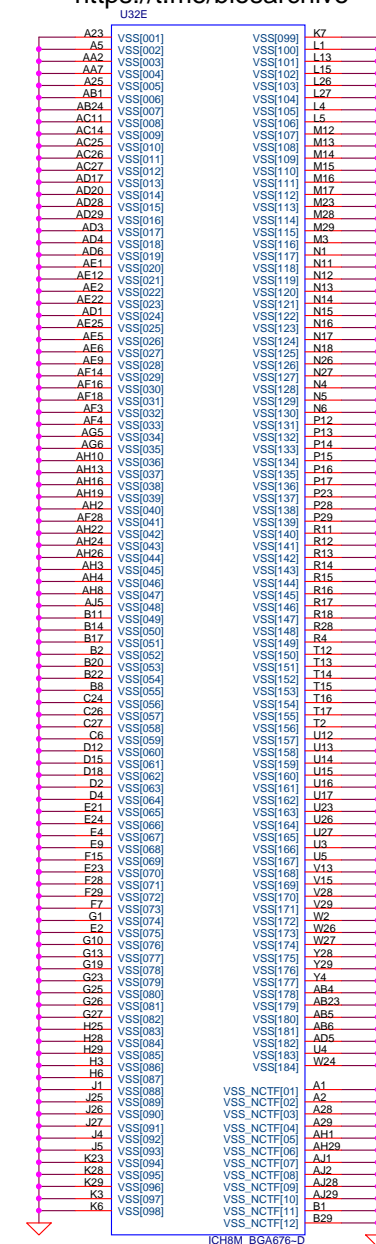 https://t.me/biosarchive
U32E
A23 VSS[001] VSS[099] K7
A5 VSS[002] VSS[100] L1
AA2 VSS[003] VSS[101] L13
AA7 VSS[004] VSS[102] L15
A25 VSS[005] VSS[103] L26
AB1 VSS[006] VSS[104] L27
AB24 VSS[007] VSS[105] L4
AC11 VSS[008] VSS[106] L5
AC14 VSS[009] VSS[107] M12
AC25 VSS[010] VSS[108] M13
AC26 VSS[011] VSS[109] M14
AC27 VSS[012] VSS[110] M15
AD17 VSS[013] VSS[111] M16
AD20 VSS[014] VSS[112] M17
AD28 VSS[015] VSS[113] M23
AD29 VSS[016] VSS[114] M28
AD3 VSS[017] VSS[115] M29
AD4 VSS[018] VSS[116] M3
AD6 VSS[019] VSS[117] N1
AE1 VSS[020] VSS[118] N11
AE12 VSS[021] VSS[119] N12
AE2 VSS[022] VSS[120] N13
AE22 VSS[023] VSS[121] N14
AD1 VSS[024] VSS[122] N15
AE25 VSS[025] VSS[123] N16
AE5 VSS[026] VSS[124] N17
AE6 VSS[027] VSS[125] N18
AE9 VSS[028] VSS[126] N26
AF14 VSS[029] VSS[127] N27
AF16 VSS[030] VSS[128] N4
AF18 VSS[031] VSS[129] N5
AF3 VSS[032] VSS[130] N6
AF4 VSS[033] VSS[131] P12
AG5 VSS[034] VSS[132] P13
AG6 VSS[035] VSS[133] P14
AH10 VSS[036] VSS[134] P15
AH13 VSS[037] VSS[135] P16
AH16 VSS[038] VSS[136] P17
AH19 VSS[039] VSS[137] P23
AH2 VSS[040] VSS[138] P28
AF28 VSS[041] VSS[139] P29
AH22 VSS[042] VSS[140] R11
AH24 VSS[043] VSS[141] R12
AH26 VSS[044] VSS[142] R13
AH3 VSS[045] VSS[143] R14
AH4 VSS[046] VSS[144] R15
AH8 VSS[047] VSS[145] R16
AJ5 VSS[048] VSS[146] R17
B11 VSS[049] VSS[147] R18
B14 VSS[050] VSS[148] R28
B17 VSS[051] VSS[149] R4
B2 VSS[052] VSS[150] T12
B20 VSS[053] VSS[151] T13
B22 VSS[054] VSS[152] T14
B8 VSS[055] VSS[153] T15
C24 VSS[056] VSS[154] T16
C26 VSS[057] VSS[155] T17
C27 VSS[058] VSS[156] T2
C6 VSS[059] VSS[157] U12
D12 VSS[060] VSS[158] U13
D15 VSS[061] VSS[159] U14
D18 VSS[062] VSS[160] U15
D2 VSS[063] VSS[161] U16
D4 VSS[064] VSS[162] U17
E21 VSS[065] VSS[163] U23
E24 VSS[066] VSS[164] U26
E4 VSS[067] VSS[165] U27
E9 VSS[068] VSS[166] U3
F15 VSS[069] VSS[167] U5
E23 VSS[070] VSS[168] V13
F28 VSS[071] VSS[169] V15
F29 VSS[072] VSS[170] V28
F7 VSS[073] VSS[171] V29
G1 VSS[074] VSS[172] W2
E2 VSS[075] VSS[173] W26
G10 VSS[076] VSS[174] W27
G13 VSS[077] VSS[175] Y28
G19 VSS[078] VSS[176] Y29
G23 VSS[079] VSS[177] Y4
G25 VSS[080] VSS[178] AB4
G26 VSS[081] VSS[179] AB23
G27 VSS[082] VSS[180] AB5
H25 VSS[083] VSS[181] AB6
H28 VSS[084] VSS[182] AD5
H29 VSS[085] VSS[183] U4
H3 VSS[086] VSS[184] W24
H6 VSS[087]
J1 VSS[088] VSS_NCTF[01] A1
J25 VSS[089] VSS_NCTF[02] A2
J26 VSS[090] VSS_NCTF[03] A28
J27 VSS[091] VSS_NCTF[04] A29
J4 VSS[092] VSS_NCTF[05] AH1
J5 VSS[093] VSS_NCTF[06] AH29
K23 VSS[094] VSS_NCTF[07] AJ1
K28 VSS[095] VSS_NCTF[08] AJ2
K29 VSS[096] VSS_NCTF[09] AJ28
K3 VSS[097] VSS_NCTF[10] AJ29
K6 VSS[098] VSS_NCTF[11] B1
VSS_NCTF[12] B29
ICH8M_BGA676~D